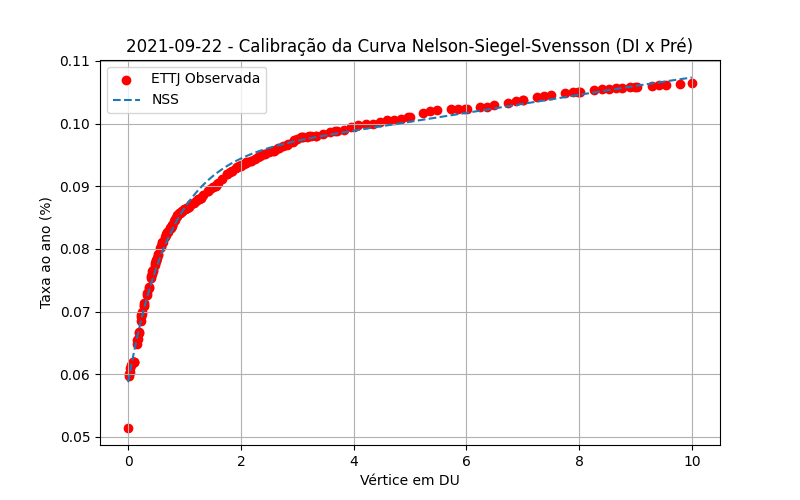 2021-09-22 - Calibração da Curva Nelson-Siegel-Svensson (DI x Pré)
0.11
ETTJ Observada
NSS
0.10
0.09
Taxa ao ano (%)
0.08
0.07
0.06
0.05
0 2 4 6 8 10
Vértice em DU